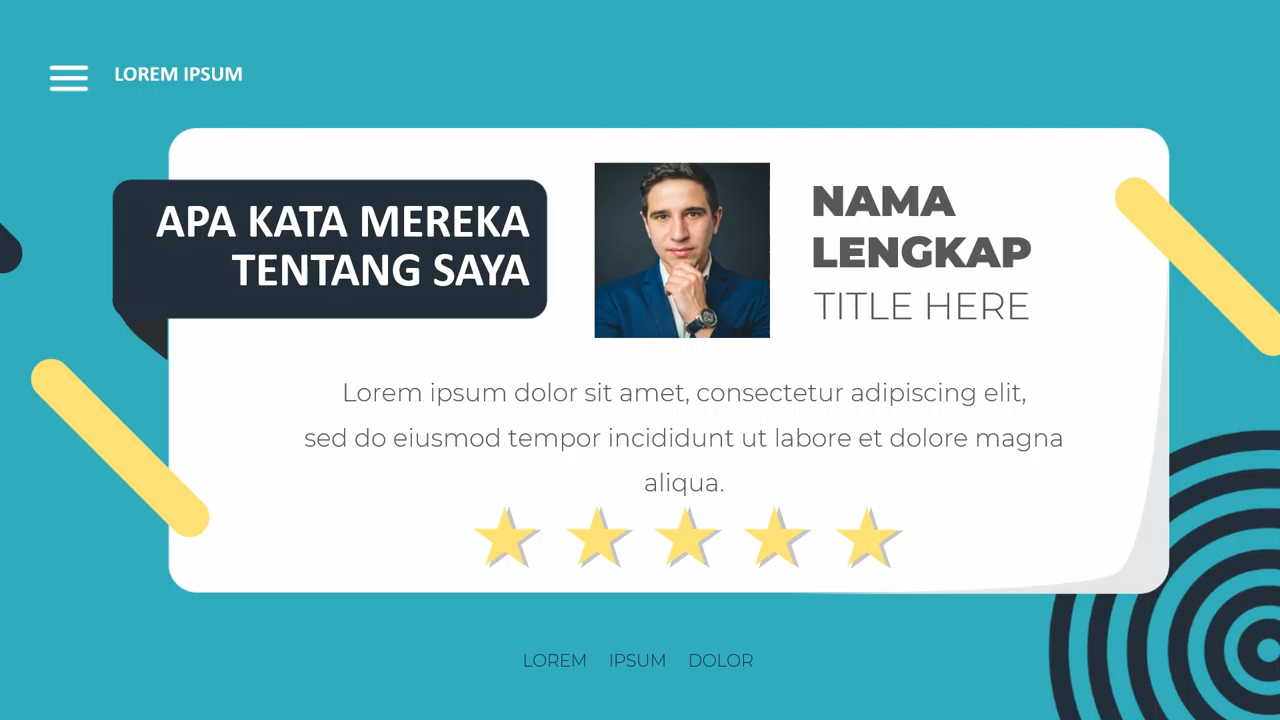 LOREM IPSUM
APA KATA MEREKA
TENTANG SAYA
NAMA
LENGKAP
TITLE HERE
Lorem ipsum dolor sit amet, consectetur adipiscing elit,
sed do eiusmod tempor incididunt ut labore et dolore magna
aliqua.
LOREM IPSUM DOLOR